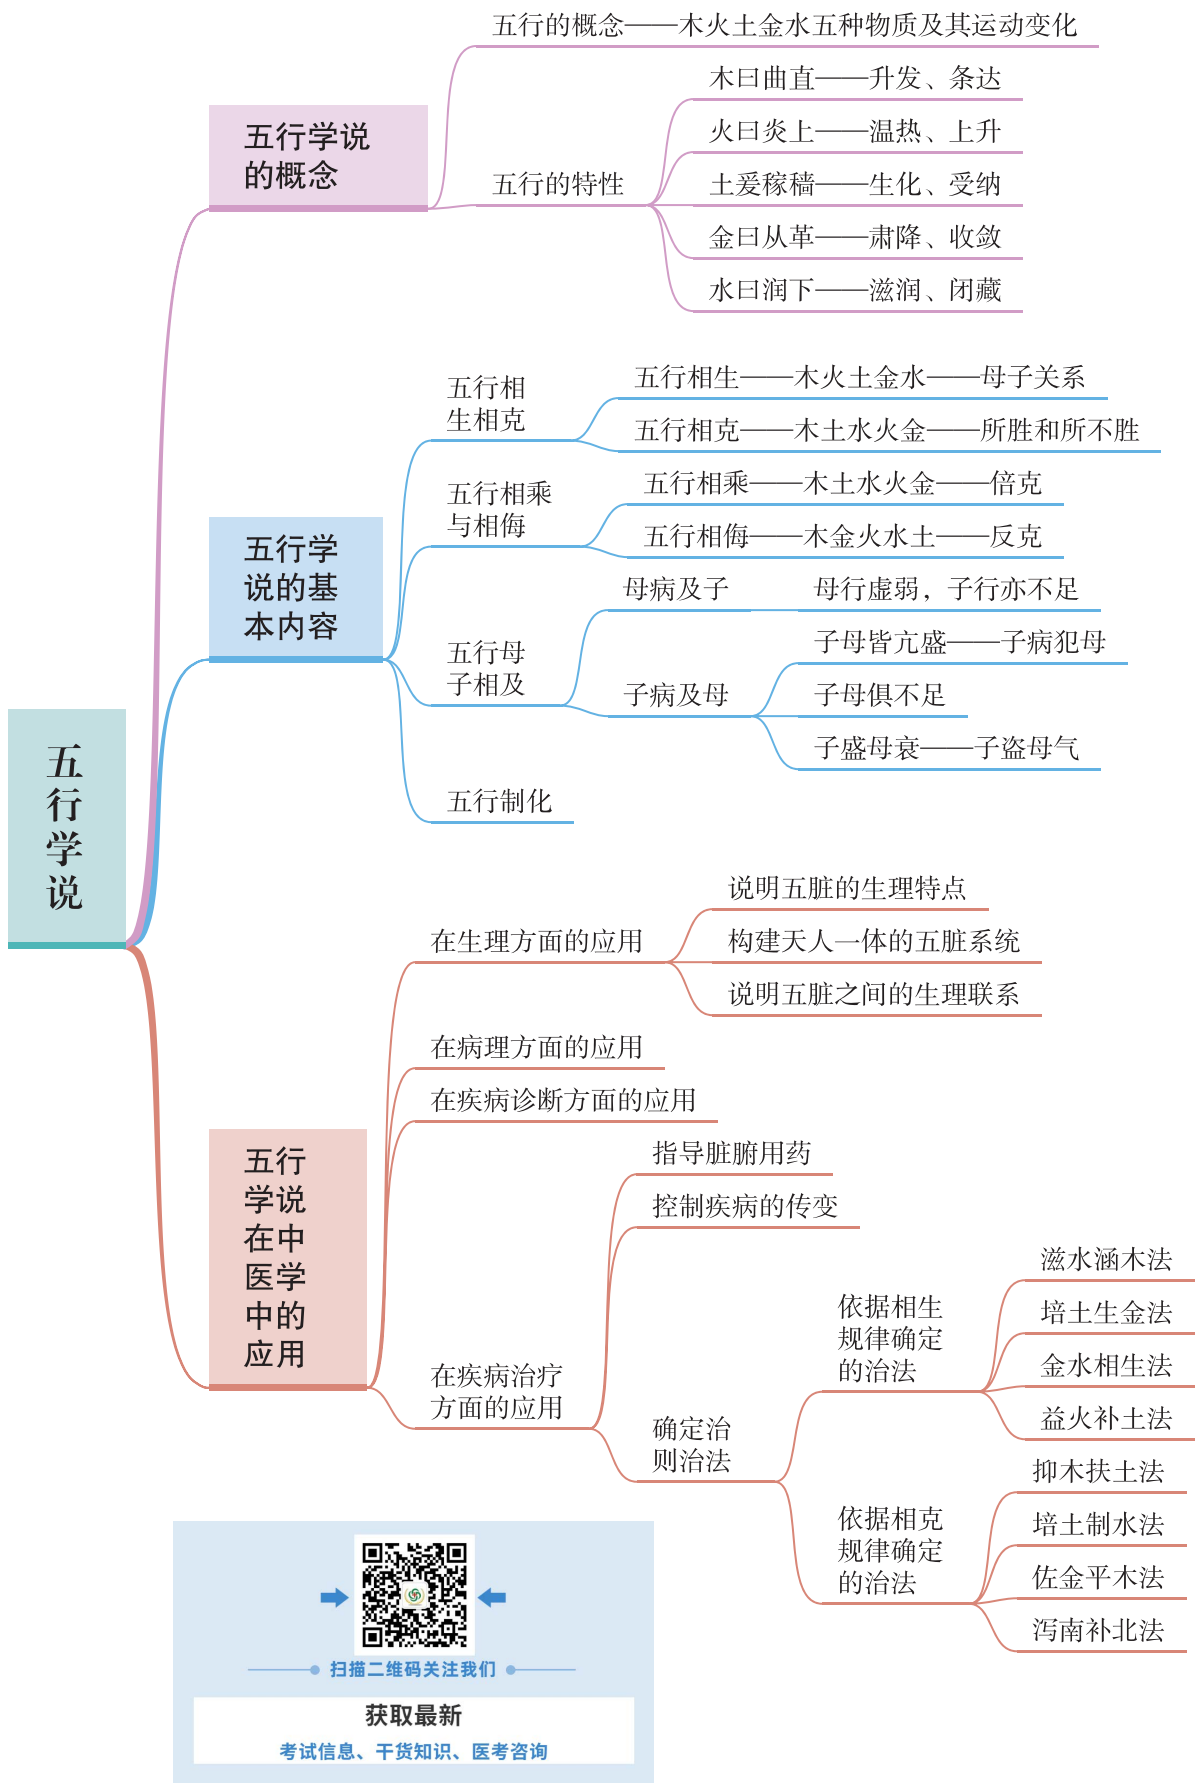 五行学说
五行学说
的概念
五行的概念——木火土金水五种物质及其运动变化
五行的特性
木曰曲直——升发、条达
火曰炎上——温热、上升
土爰稼穑——生化、受纳
金曰从革——肃降、收敛
水曰润下——滋润、闭藏
五行学
说的基
本内容
五行相
生相克
五行相生——木火土金水——母子关系
五行相克——木土水火金——所胜和所不胜
五行相乘
与相侮
五行相乘——木土水火金——倍克
五行相侮——木金火水土——反克
五行母
子相及
母病及子
母行虚弱，子行亦不足
子病及母
子母皆亢盛——子病犯母
子母俱不足
子盛母衰——子盗母气
五行制化
五行
学说
在中
医学
中的
应用
在生理方面的应用
说明五脏的生理特点
构建天人一体的五脏系统
说明五脏之间的生理联系
在病理方面的应用
在疾病诊断方面的应用
在疾病治疗
方面的应用
指导脏腑用药
控制疾病的传变
确定治
则治法
依据相生
规律确定
的治法
滋水涵木法
培土生金法
金水相生法
益火补土法
依据相克
规律确定
的治法
抑木扶土法
培土制水法
佐金平木法
泻南补北法
扫描二维码关注我们
获取最新
考试信息、干货知识、医考咨询